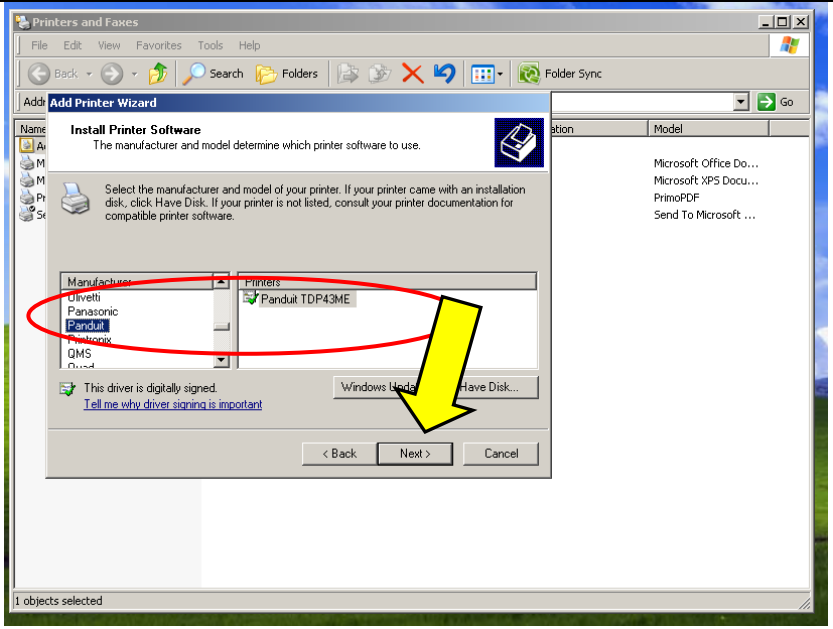 Printers and Faxes
File Edit View Favorites Tools Help
Back Search Folders Folder Sync
Go
Add Printer Wizard
Name Model
Install Printer Software
The manufacturer and model determine which printer software to use.
Microsoft Office Do...
Microsoft XPS Docu...
PrimoPDF
Send To Microsoft ...
Select the manufacturer and model of your printer. If your printer came with an installation
disk, click Have Disk. If your printer is not listed, consult your printer documentation for
compatible printer software.
Manufacturer Printers
Olivetti
Panasonic
Panduit
Printronix
QMS
Panduit TDP43ME
This driver is digitally signed.
Tell me why driver signing is important
Windows Have Disk...
< Back Next > Cancel
1 objects selected